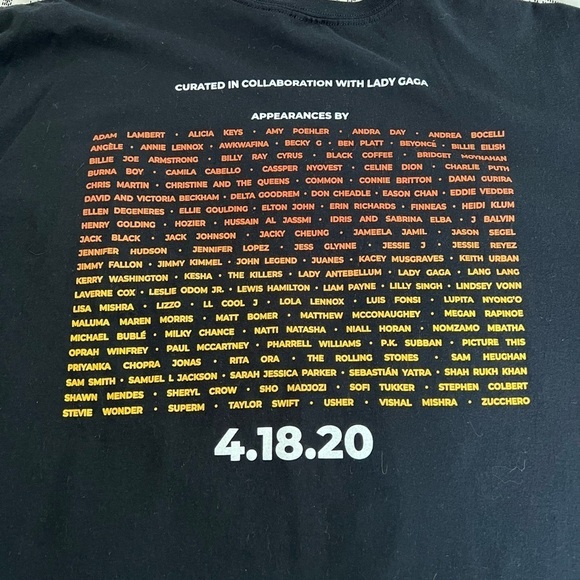 CURATED IN COLLABORATION WITH LADY GAGA
APPEARANCES BY
ADAM LAMBERT • ALICIA KEYS • AMY POEHLER • ANDRA DAY • ANDREA BOCELLI
ANGÈLE • ANNIE LENNOX • AWKWAFINA • BECKY G • BEN PLATT • BEYONCÉ • BILLIE EILISH
BILLIE JOE ARMSTRONG • BILLY RAY CYRUS • BLACK COFFEE • BRIDGET MOYNAHAN
BURNA BOY • CAMILA CABELLO • CASSPER NYOVEST • CELINE DION • CHARLIE PUTH
CHRIS MARTIN • CHRISTINE AND THE QUEENS • COMMON • CONNIE BRITTON • DANAI GURIRA
DAVID AND VICTORIA BECKHAM • DELTA GOODREM • DON CHEADLE • EASON CHAN • EDDIE VEDDER
ELLEN DEGENERES • ELLIE GOULDING • ELTON JOHN • ERIN RICHARDS • FINNEAS • HEIDI KLUM
HENRY GOLDING • HOZIER • HUSSAIN AL JASSMI • IDRIS AND SABRINA ELBA • J BALVIN
JACK BLACK • JACK JOHNSON • JACKY CHEUNG • JAMEELA JAMIL • JASON SEGEL
JENNIFER HUDSON • JENNIFER LOPEZ • JESS GLYNNE • JESSIE J • JESSIE REYEZ
JIMMY FALLON • JIMMY KIMMEL • JOHN LEGEND • JUANES • KACEY MUSGRAVES • KEITH URBAN
KERRY WASHINGTON • KESHA • THE KILLERS • LADY ANTEBELLUM • LADY GAGA • LANG LANG
LAVERNE COX • LESLIE ODOM JR. • LEWIS HAMILTON • LIAM PAYNE • LILLY SINGH • LINDSEY VONN
LISA MISHRA • LIZZO • LL COOL J • LOLA LENNOX • LUIS FONSI • LUPITA NYONG'O
MALUMA MAREN MORRIS • MATT BOMER • MATTHEW MCCONAUGHEY • MEGAN RAPINOE
MICHAEL BUBLÉ • MILKY CHANCE • NATTI NATASHA • NIALL HORAN • NOMZAMO MBATHA
OPRAH WINFREY • PAUL MCCARTNEY • PHARRELL WILLIAMS • P.K. SUBBAN • PICTURE THIS
PRIYANKA CHOPRA JONAS • RITA ORA • THE ROLLING STONES • SAM HEUGHAN
SAM SMITH • SAMUEL L JACKSON • SARAH JESSICA PARKER • SEBASTIÁN YATRA • SHAH RUKH KHAN
SHAWN MENDES • SHERYL CROW • SHO MADJOZI • SOFI TUKKER • STEPHEN COLBERT
STEVIE WONDER • SUPERM • TAYLOR SWIFT • USHER • VISHAL MISHRA • ZUCCHERO
4.18.20